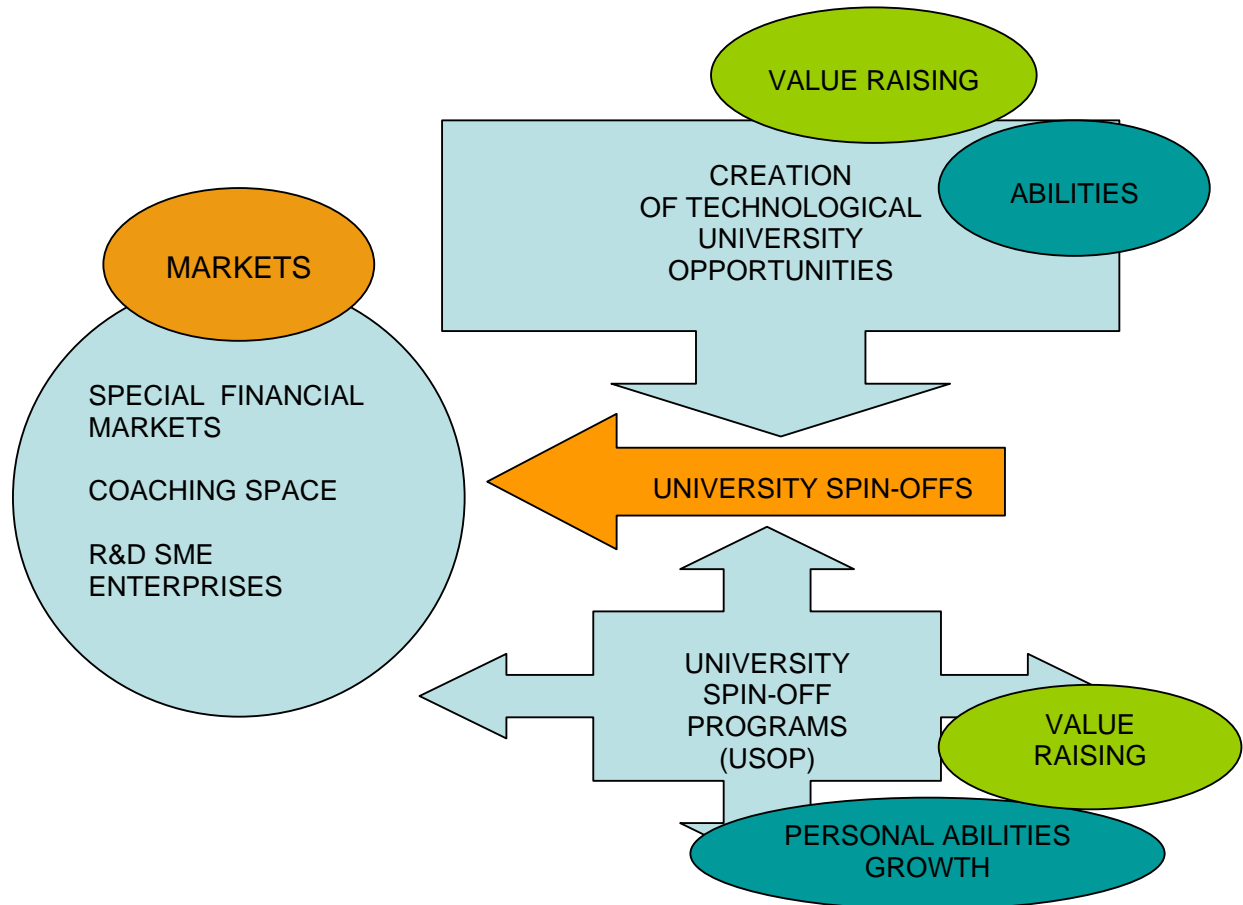 VALUE RAISING
ABILITIES
CREATION
OF TECHNOLOGICAL
UNIVERSITY
OPPORTUNITIES
MARKETS
SPECIAL FINANCIAL
MARKETS
COACHING SPACE
R&D SME
ENTERPRISES
UNIVERSITY SPIN-OFFS
UNIVERSITY
SPIN-OFF
PROGRAMS
(USOP)
VALUE
RAISING
PERSONAL ABILITIES
GROWTH